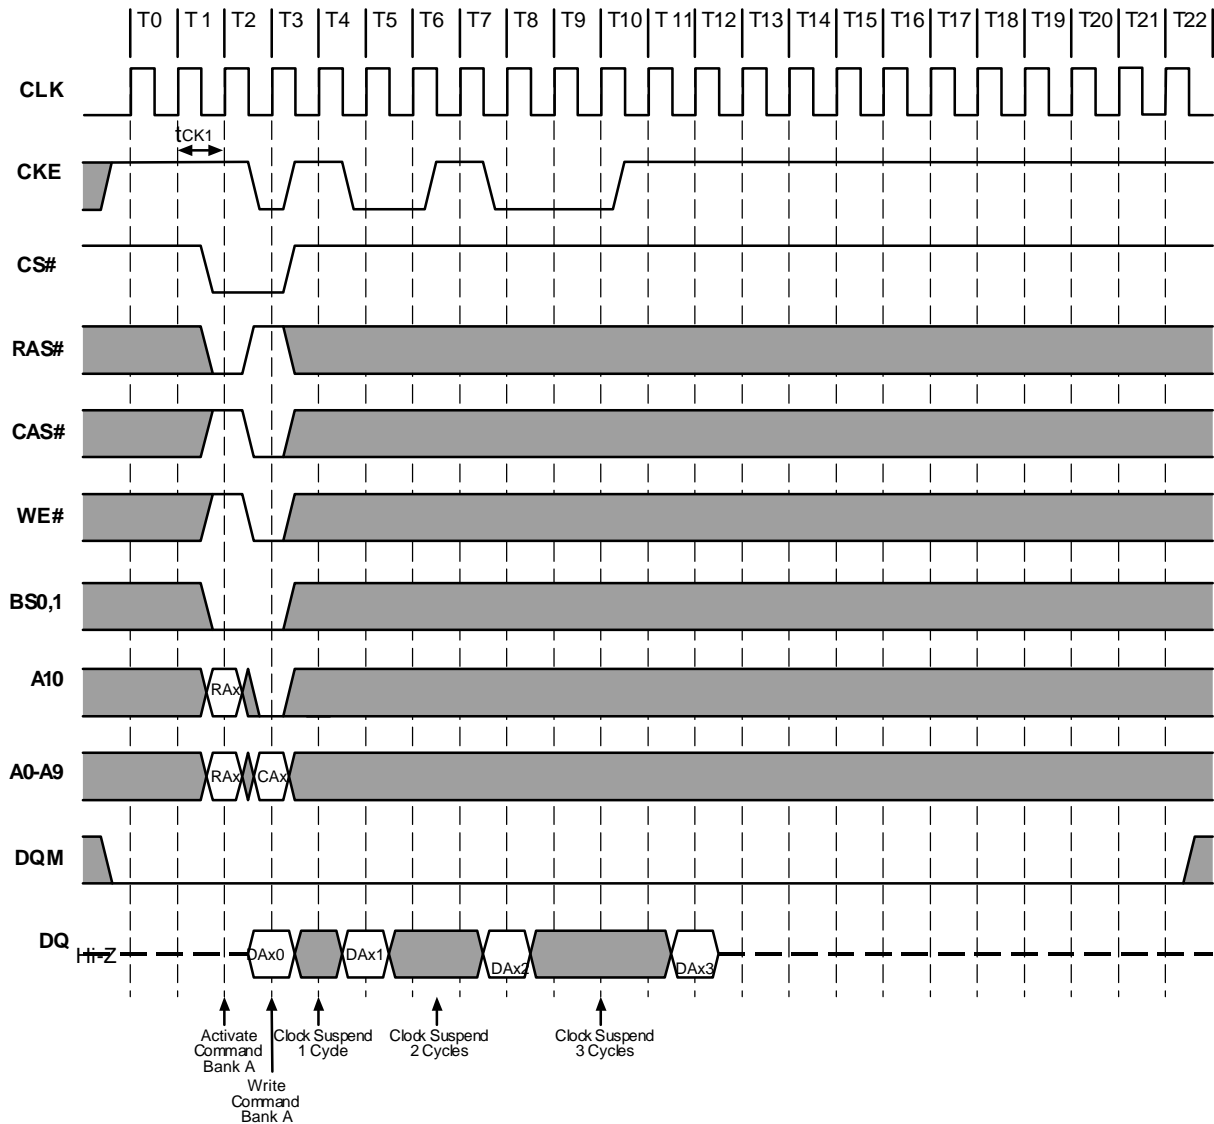 T0 T1 T2 T3 T4 T5 T6 T7 T8 T9 T10 T11 T12 T13 T14 T15 T16 T17 T18 T19 T20 T21 T22
CLK
tCK1
CKE
CS#
RAS#
CAS#
WE#
BS0,1
A10
RAx
A0-A9
RAx CAx
DQM
DQ
Hi-Z
DAx0 DAx1 DAx2 DAx3
Activate
Command
Bank A
Write
Command
Bank A
Clock Suspend
1 Cycle
Clock Suspend
2 Cycles
Clock Suspend
3 Cycles